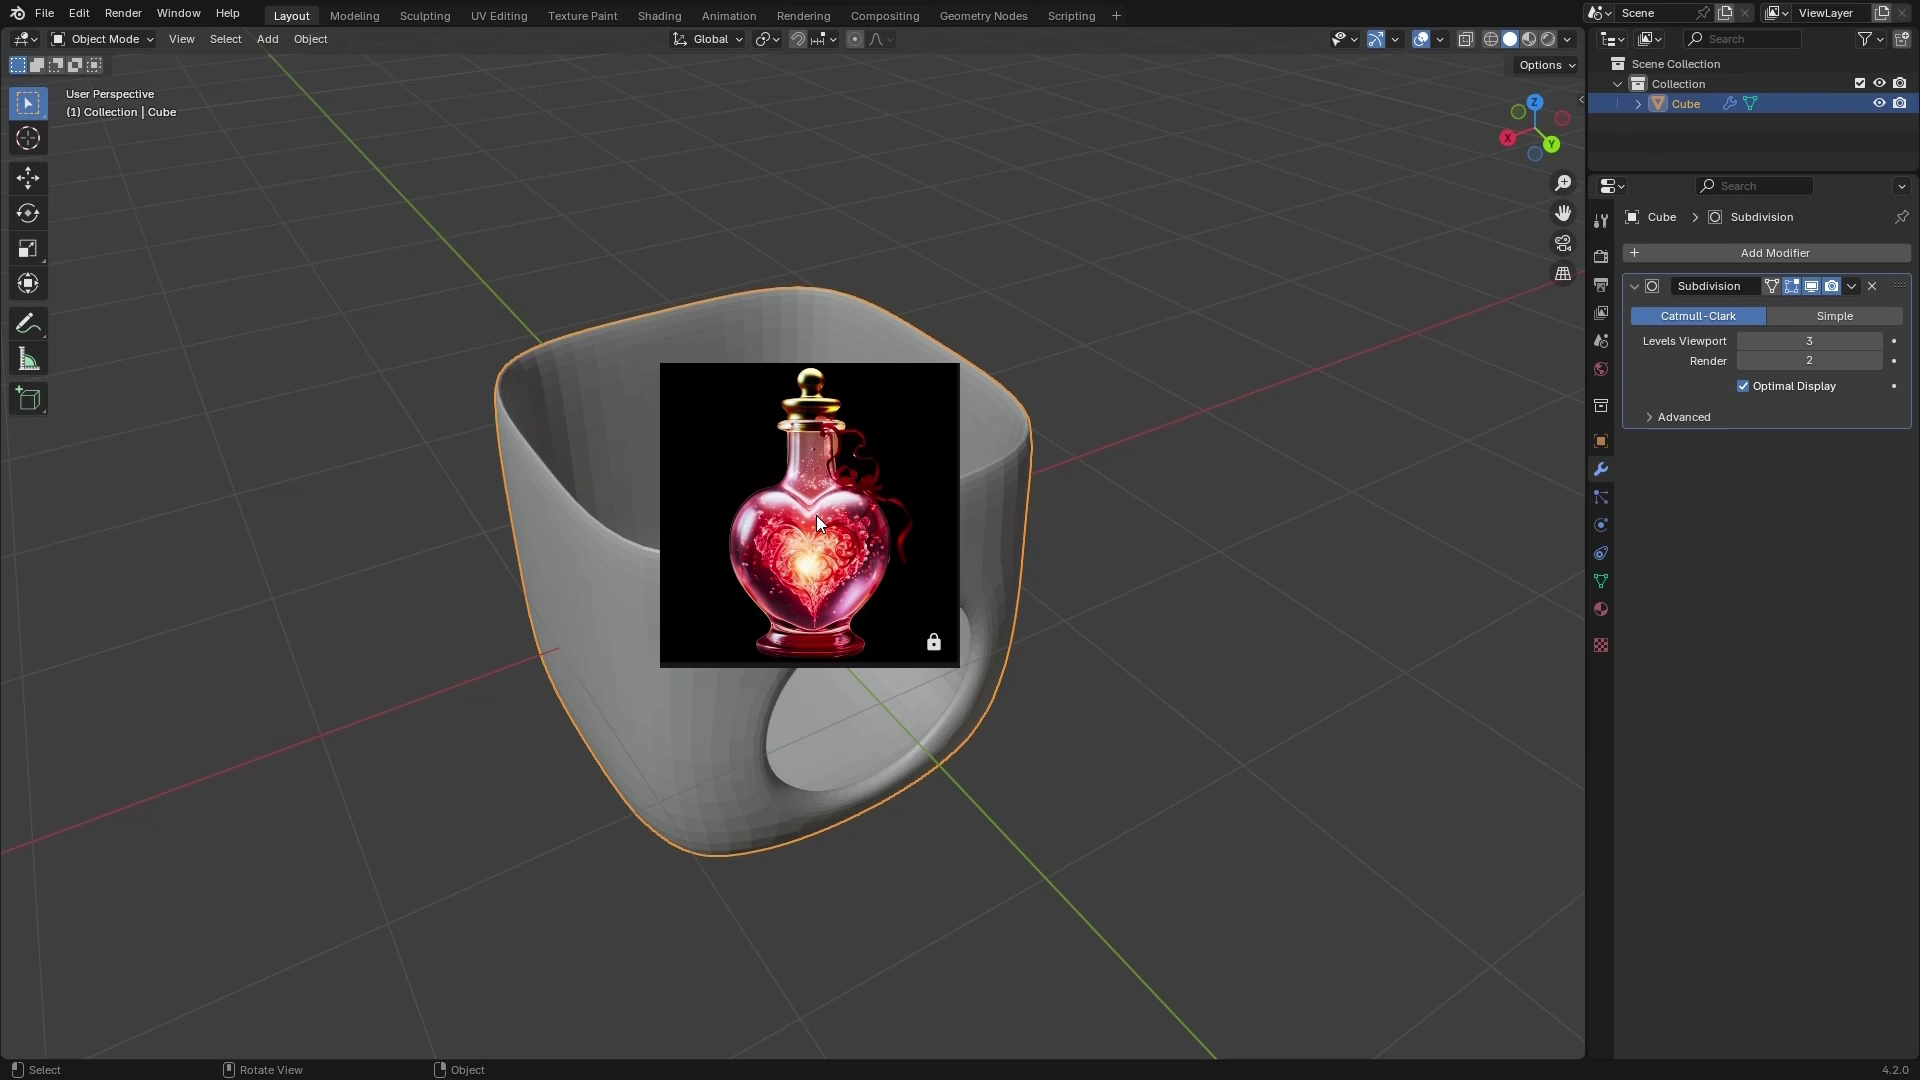 File Edit Render Window Help Layout Modeling Sculpting UV Editing Texture Paint Shading Animation Rendering Compositing Geometry Nodes Scripting + Scene ViewLayer
Object Mode View Select Add Object Global Search
Options
User Perspective
(1) Collection | Cube
Z
X
Y
Scene Collection
Collection
Cube
Search
Cube > Subdivision
+ Add Modifier
Subdivision
Catmull-Clark Simple
Levels Viewport 3
Render 2
Optimal Display
Advanced
Select Rotate View Object 4.2.0